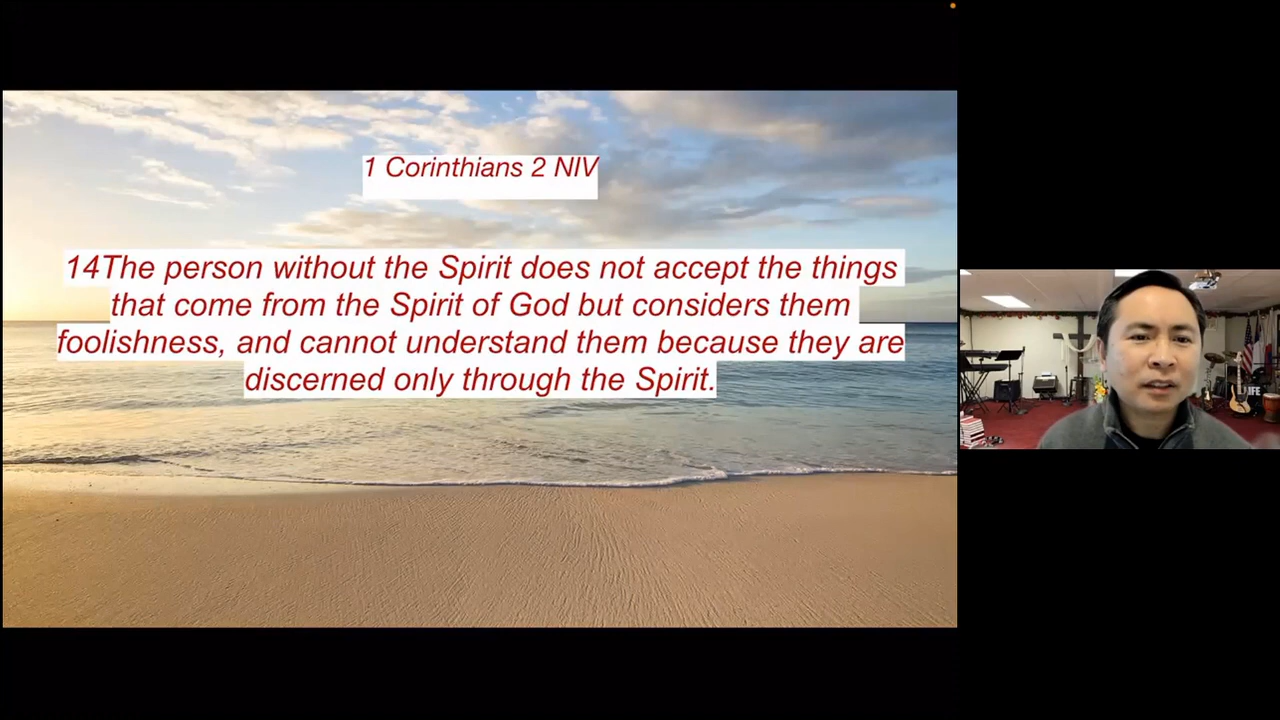 1 Corinthians 2 NIV
14The person without the Spirit does not accept the things
that come from the Spirit of God but considers them
foolishness, and cannot understand them because they are
discerned only through the Spirit.
LIFE